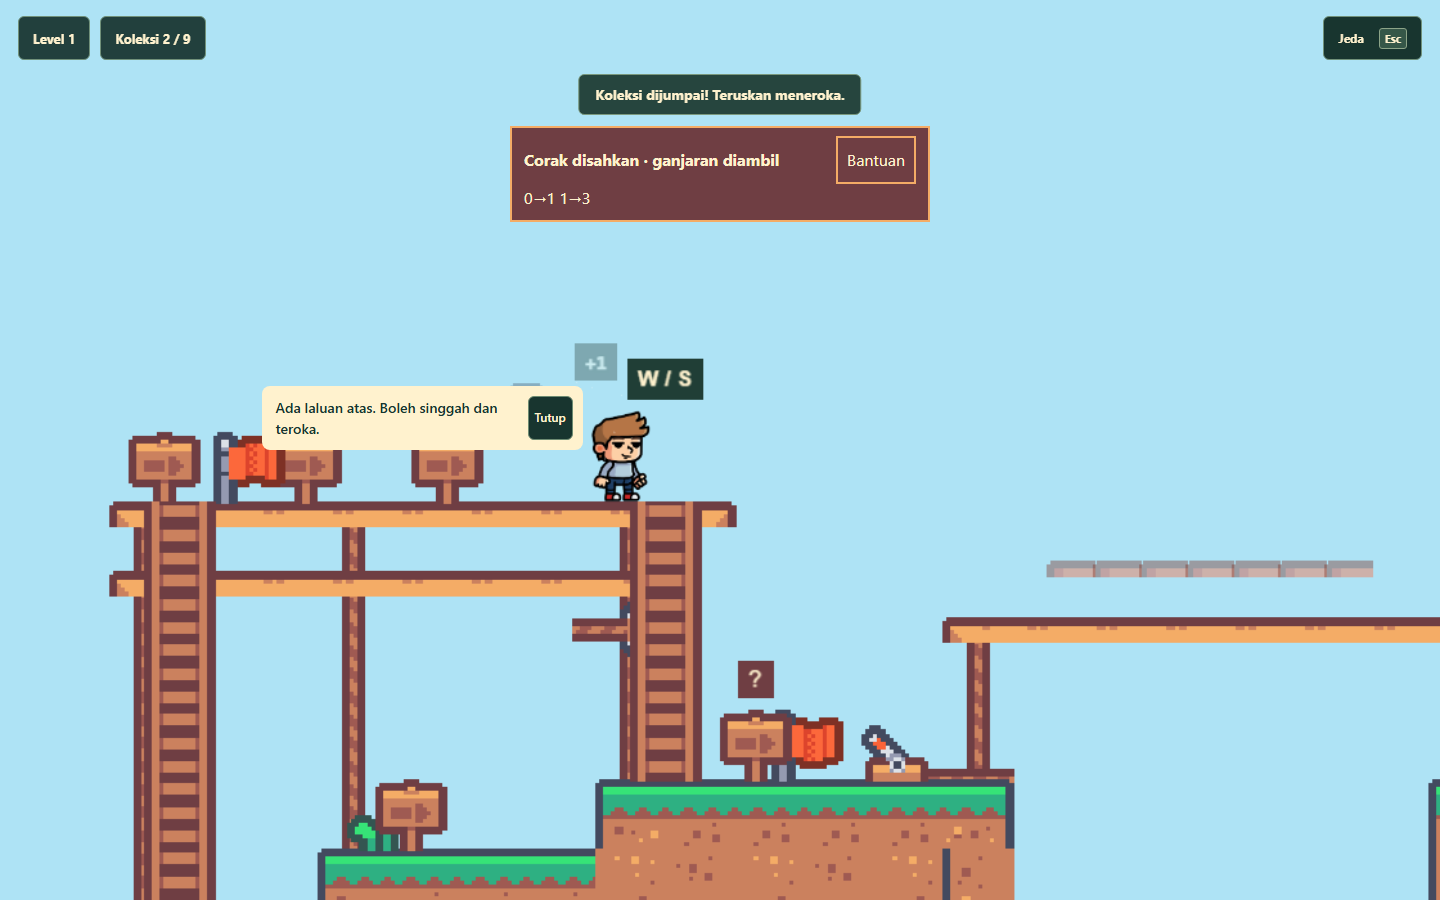 Level 1
Koleksi 2 / 9
Jeda Esc
Koleksi dijumpai! Teruskan meneroka.
Corak disahkan · ganjaran diambil
Bantuan
0→1 1→3
+1
W / S
Ada laluan atas. Boleh singgah dan
teroka.
Tutup
?